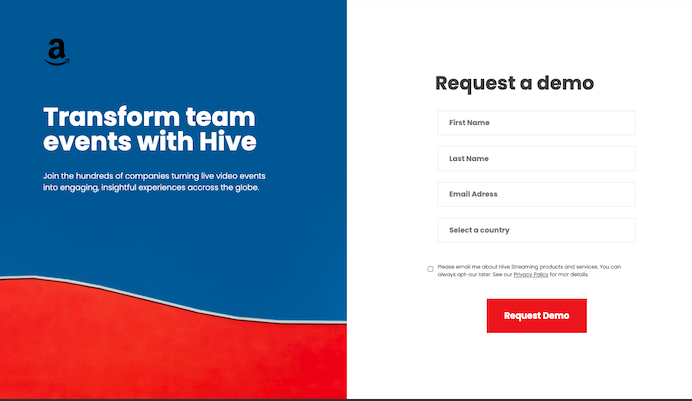 a
Transform team
events with Hive
Join the hundreds of companies turning live video events
into engaging, insightful experiences accross the globe.
Request a demo
First Name
Last Name
Email Adress
Select a country
Please email me about Hive Streaming products and services. You can
always opt-our later. See our Privacy Policy for mor details.
Request Demo